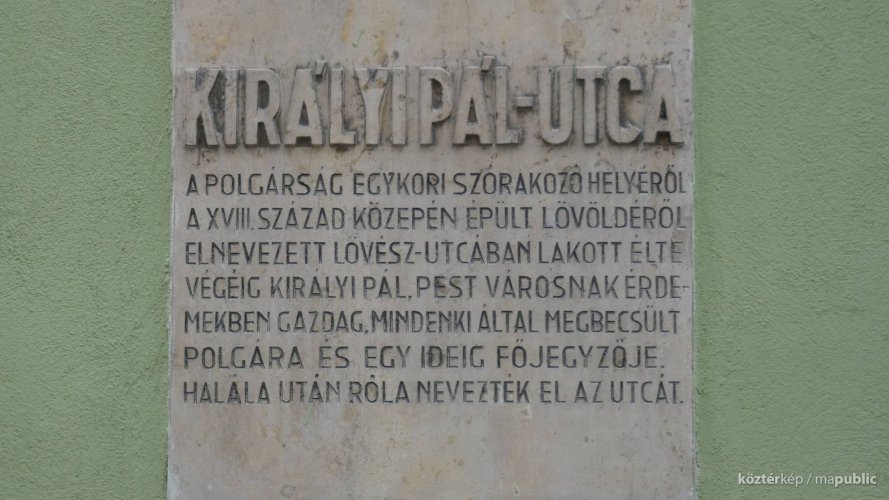 KIRÁLYI PÁL-UTCA
A POLGÁRSÁG EGYKORI SZÓRAKOZÓ HELYÉRŐL
A XVIII. SZÁZAD KÖZEPÉN ÉPÜLT LÖVÖLDÉRŐL
ELNEVEZETT LÖVÉSZ-UTCÁBAN LAKOTT ÉLTE
VÉGÉIG KIRÁLYI PÁL, PEST VÁROSNAK ÉRDE-
MEKBEN GAZDAG, MINDENKI ÁLTAL MEGBECSÜLT
POLGÁRA ÉS EGY IDEIG FŐJEGYZŐJE.
HALÁLA UTÁN RÓLA NEVEZTÉK EL AZ UTCÁT.
köztérkép / mapublic